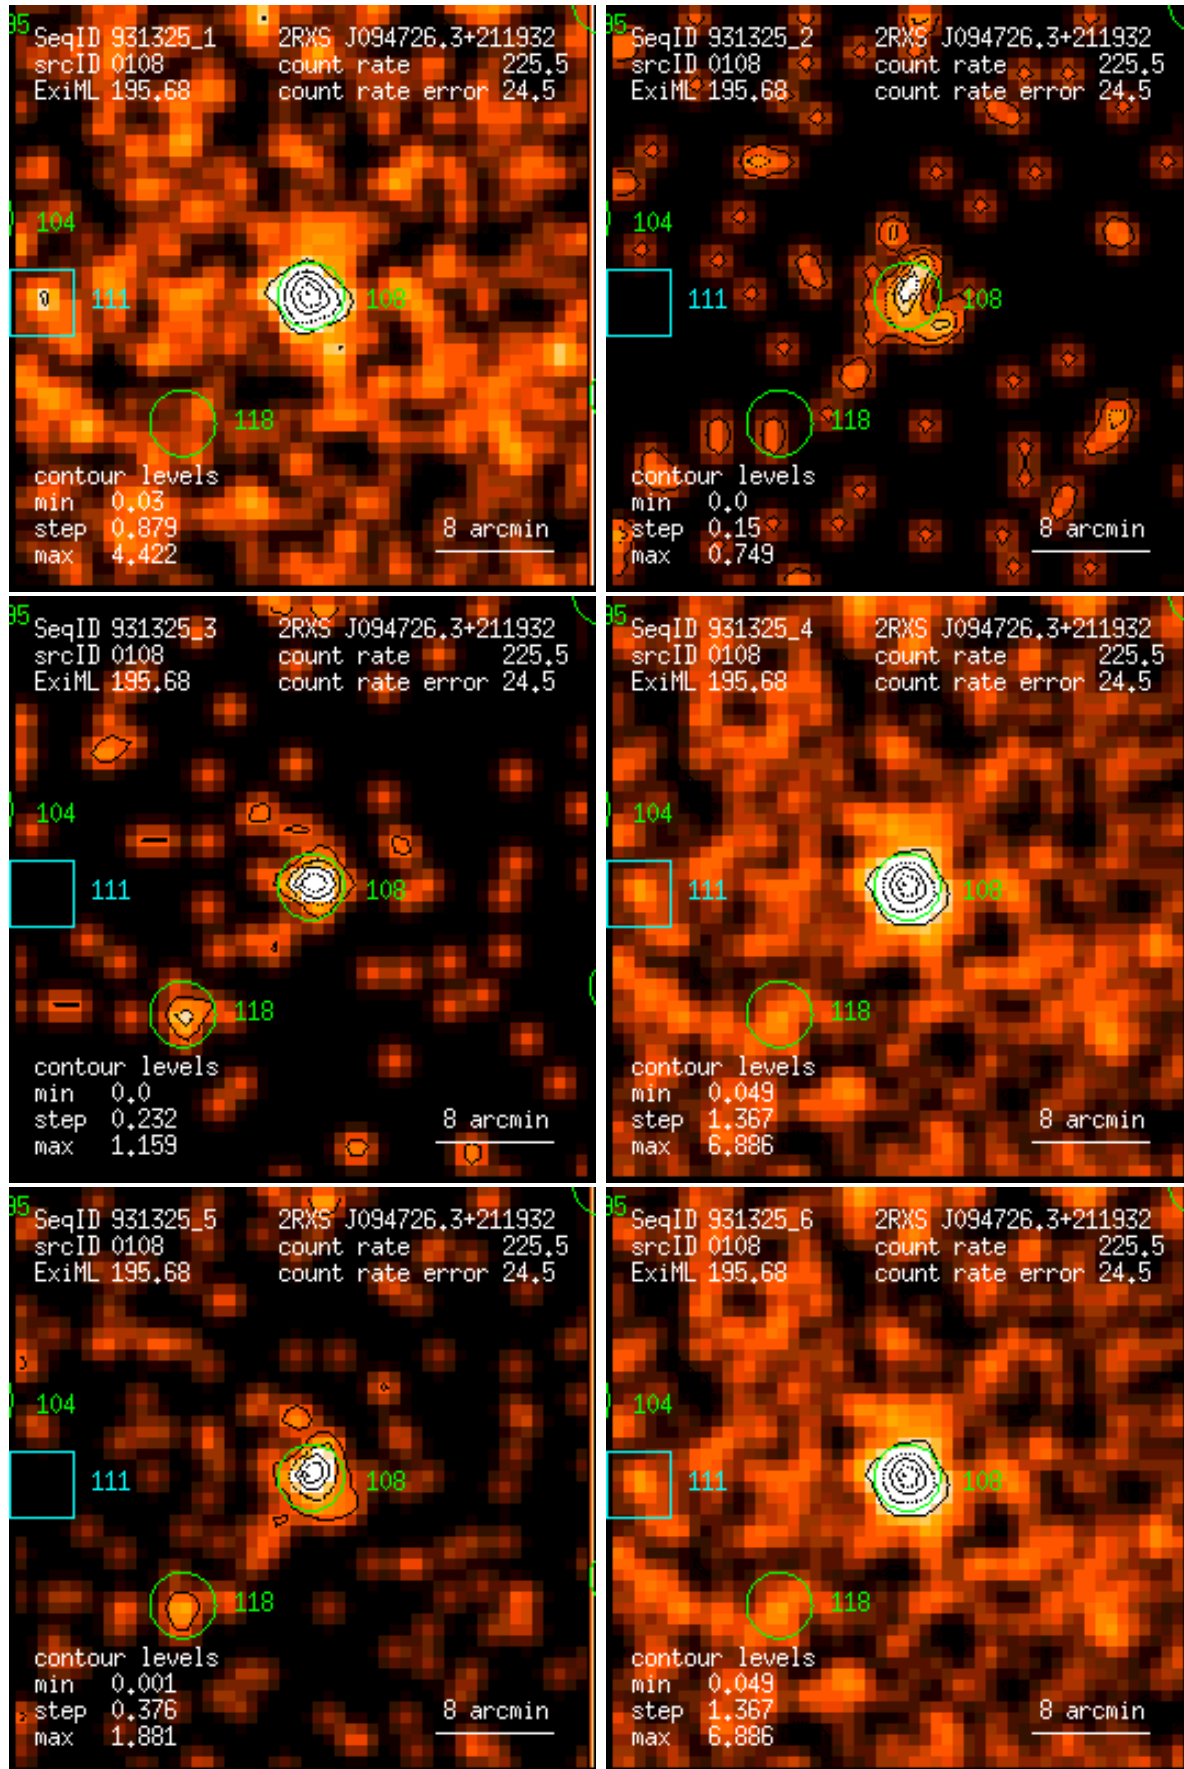 95
SeqID 931325_1 2RXS J094726.3+211932
srcID 0108 count rate 225.5
ExiML 195.68 count rate error 24.5
104
111
108
118
contour levels
min 0.03
step 0.879
max 4.422
8 arcmin
95
SeqID 931325_2 2RXS J094726.3+211932
srcID 0108 count rate 225.5
ExiML 195.68 count rate error 24.5
104
111
108
118
contour levels
min 0.0
step 0.15
max 0.749
8 arcmin
95
SeqID 931325_3 2RXS J094726.3+211932
srcID 0108 count rate 225.5
ExiML 195.68 count rate error 24.5
104
111
108
118
contour levels
min 0.0
step 0.232
max 1.159
8 arcmin
95
SeqID 931325_4 2RXS J094726.3+211932
srcID 0108 count rate 225.5
ExiML 195.68 count rate error 24.5
104
111
108
118
contour levels
min 0.049
step 1.367
max 6.886
8 arcmin
95
SeqID 931325_5 2RXS J094726.3+211932
srcID 0108 count rate 225.5
ExiML 195.68 count rate error 24.5
104
111
108
118
contour levels
min 0.001
step 0.376
max 1.881
8 arcmin
95
SeqID 931325_6 2RXS J094726.3+211932
srcID 0108 count rate 225.5
ExiML 195.68 count rate error 24.5
104
111
108
118
contour levels
min 0.049
step 1.367
max 6.886
8 arcmin